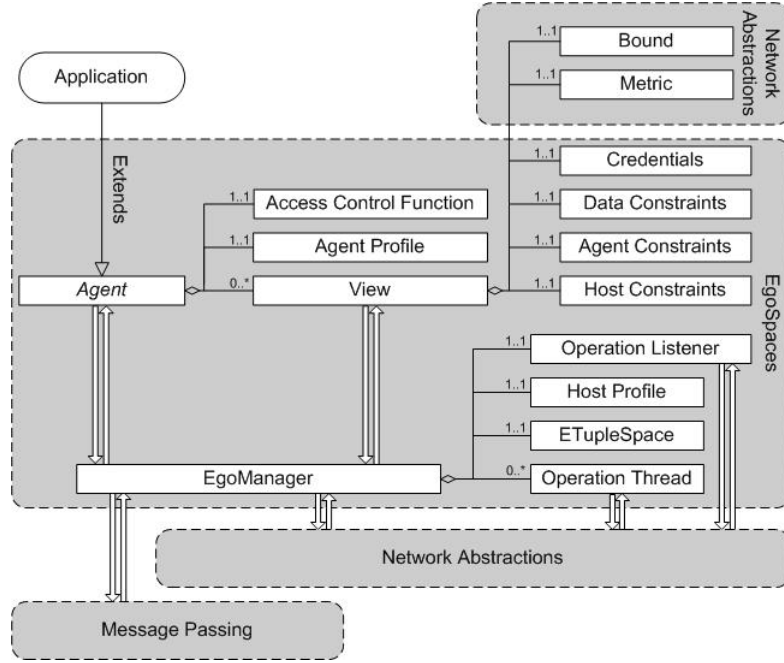 Application
Extends
1..1
Bound
1..1
Metric
Network
Abstractions
1..1
Credentials
1..1
Access Control Function
1..1
Data Constraints
1..1
Agent Profile
1..1
Agent Constraints
Agent
0..*
View
1..1
Host Constraints
EgoSpaces
1..1
Operation Listener
1..1
Host Profile
1..1
ETupleSpace
EgoManager
0..*
Operation Thread
Network Abstractions
Message Passing